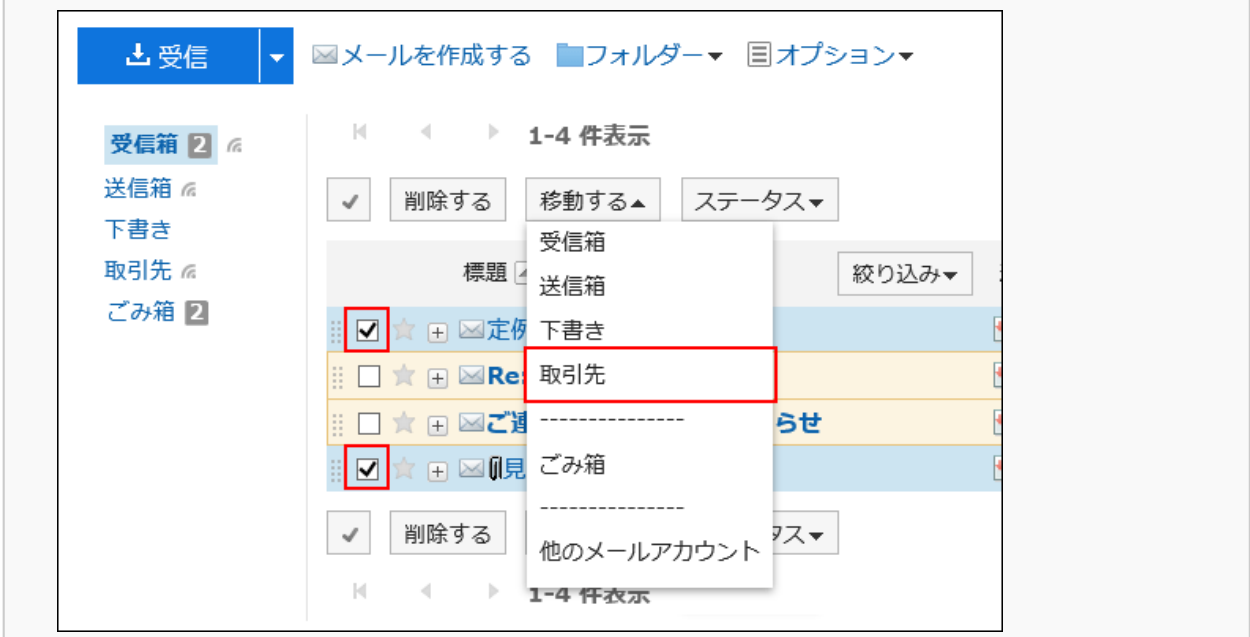 受信 メールを作成する フォルダー オプション
受信箱 2
送信箱
下書き
取引先
ごみ箱 2
1-4 件表示
削除する 移動する ステータス
標題 絞り込み
受信箱
送信箱
下書き
取引先
---------------
ごみ箱
---------------
他のメールアカウント
定例
Re:
ご連 らせ
見
削除する タス
1-4 件表示